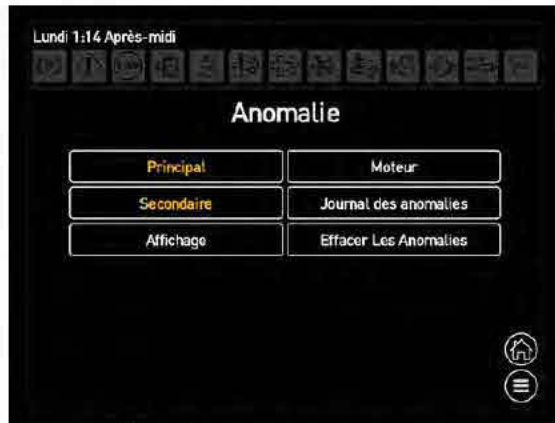 Lundi 1:14 Après-midi
Anomalie
Principal
Moteur
Secondaire
Journal des anomalies
Affichage
Effacer Les Anomalies